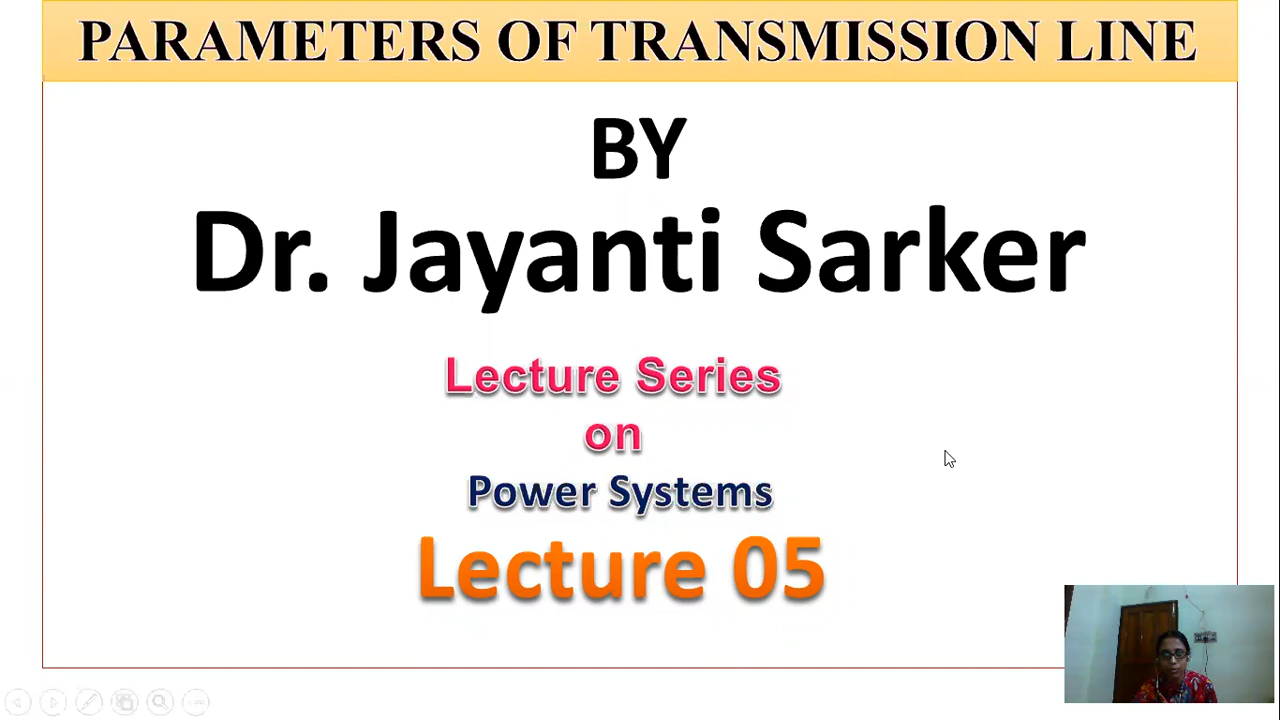 PARAMETERS OF TRANSMISSION LINE
BY
Dr. Jayanti Sarker
Lecture Series
on
Power Systems
Lecture 05